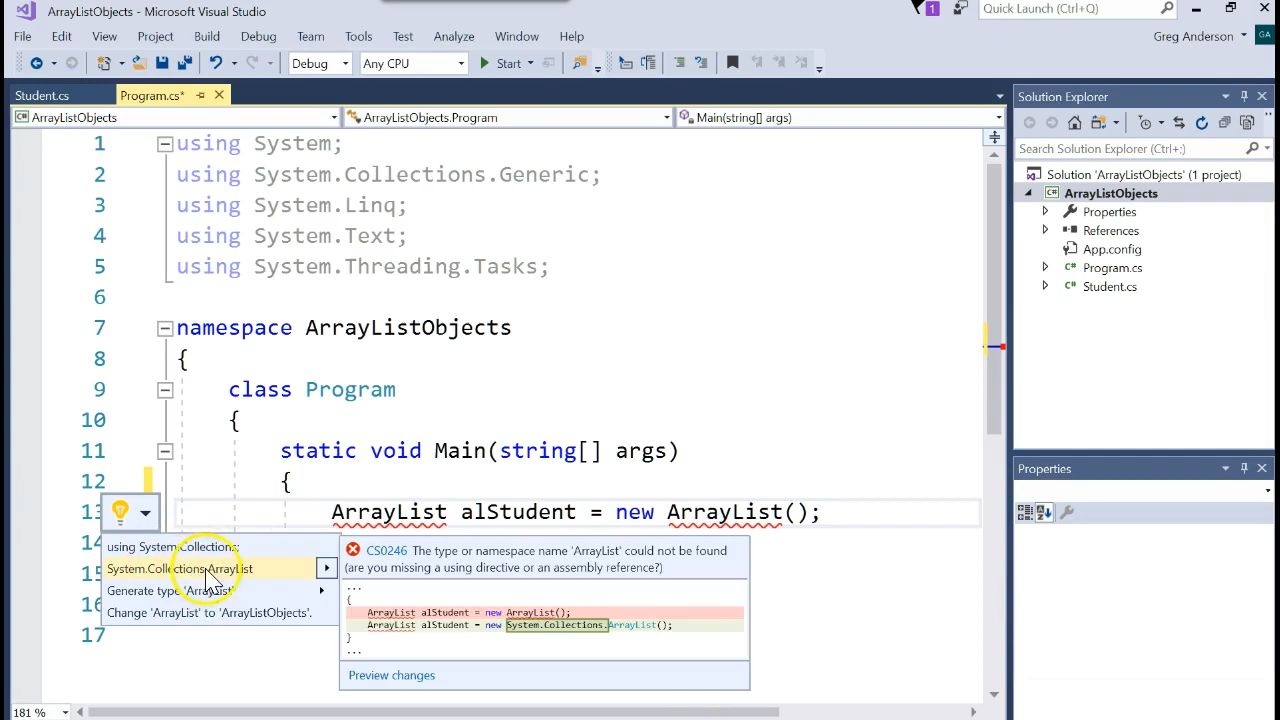 ArrayListObjects - Microsoft Visual Studio
1
Quick Launch (Ctrl+Q)
File Edit View Project Build Debug Team Tools Test Analyze Window Help
Greg Anderson
GA
Debug Any CPU Start
Student.cs Program.cs*
ArrayListObjects ArrayListObjects.Program Main(string[] args)
1 using System;
2 using System.Collections.Generic;
3 using System.Linq;
4 using System.Text;
5 using System.Threading.Tasks;
6
7 namespace ArrayListObjects
8 {
9 class Program
10 {
11 static void Main(string[] args)
12 {
13 ArrayList alStudent = new ArrayList();
14
15
16
17
using System.Collections;
System.Collections.ArrayList
Generate type 'ArrayList'
Change 'ArrayList' to 'ArrayListObjects'.
CS0246 The type or namespace name 'ArrayList' could not be found
(are you missing a using directive or an assembly reference?)
...
{
ArrayList alStudent = new ArrayList();
ArrayList alStudent = new System.Collections.ArrayList();
}
...
Preview changes
181 %
Solution Explorer
Search Solution Explorer (Ctrl+;)
Solution 'ArrayListObjects' (1 project)
ArrayListObjects
Properties
References
App.config
Program.cs
Student.cs
Properties